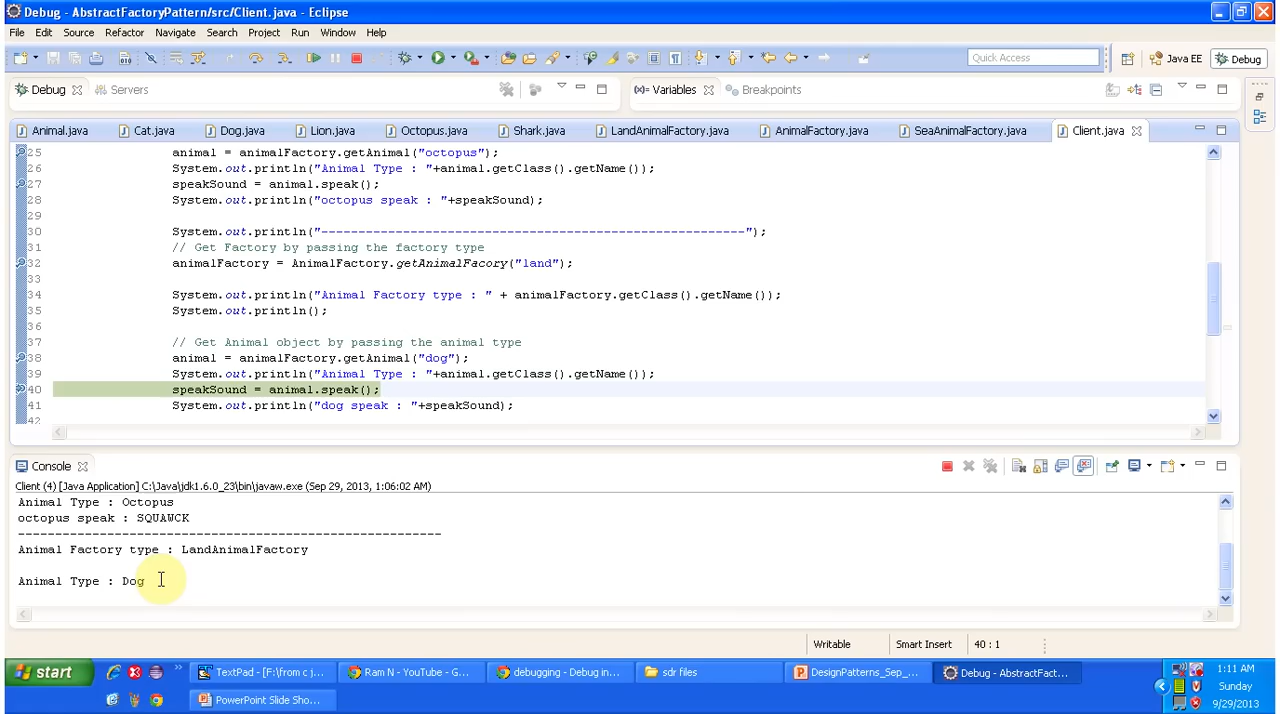 Debug - AbstractFactoryPattern/src/Client.java - Eclipse
File Edit Source Refactor Navigate Search Project Run Window Help
Quick Access
Java EE
Debug
Debug
Servers
(x)= Variables
Breakpoints
Animal.java
Cat.java
Dog.java
Lion.java
Octopus.java
Shark.java
LandAnimalFactory.java
AnimalFactory.java
SeaAnimalFactory.java
Client.java
25 animal = animalFactory.getAnimal("octopus");
26 System.out.println("Animal Type : "+animal.getClass().getName());
27 speakSound = animal.speak();
28 System.out.println("octopus speak : "+speakSound);
29
30 System.out.println("---------------------------------------------------------");
31 // Get Factory by passing the factory type
32 animalFactory = AnimalFactory.getAnimalFacory("land");
33
34 System.out.println("Animal Factory type : " + animalFactory.getClass().getName());
35 System.out.println();
36
37 // Get Animal object by passing the animal type
38 animal = animalFactory.getAnimal("dog");
39 System.out.println("Animal Type : "+animal.getClass().getName());
40 speakSound = animal.speak();
41 System.out.println("dog speak : "+speakSound);
42
Console
Client (4) [Java Application] C:\Java\jdk1.6.0_23\bin\javaw.exe (Sep 29, 2013, 1:06:02 AM)
Animal Type : Octopus
octopus speak : SQUAWCK
---------------------------------------------------------
Animal Factory type : LandAnimalFactory
Animal Type : Dog
Writable
Smart Insert
40 : 1
start
TextPad - [F:\from c j...
Ram N - YouTube - G...
debugging - Debug in...
sdr files
DesignPatterns_Sep_...
Debug - AbstractFact...
PowerPoint Slide Sho...
1:11 AM
Sunday
9/29/2013